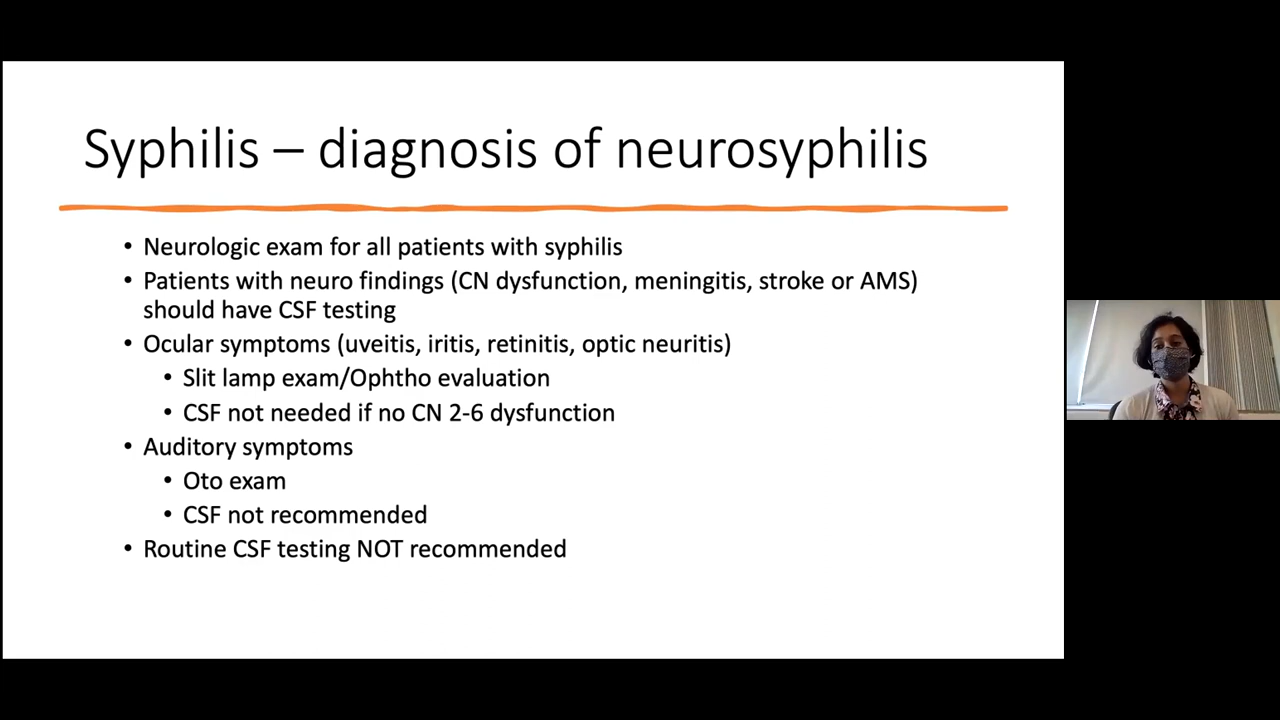 Syphilis – diagnosis of neurosyphilis
• Neurologic exam for all patients with syphilis
• Patients with neuro findings (CN dysfunction, meningitis, stroke or AMS)
should have CSF testing
• Ocular symptoms (uveitis, iritis, retinitis, optic neuritis)
• Slit lamp exam/Ophtho evaluation
• CSF not needed if no CN 2-6 dysfunction
• Auditory symptoms
• Oto exam
• CSF not recommended
• Routine CSF testing NOT recommended